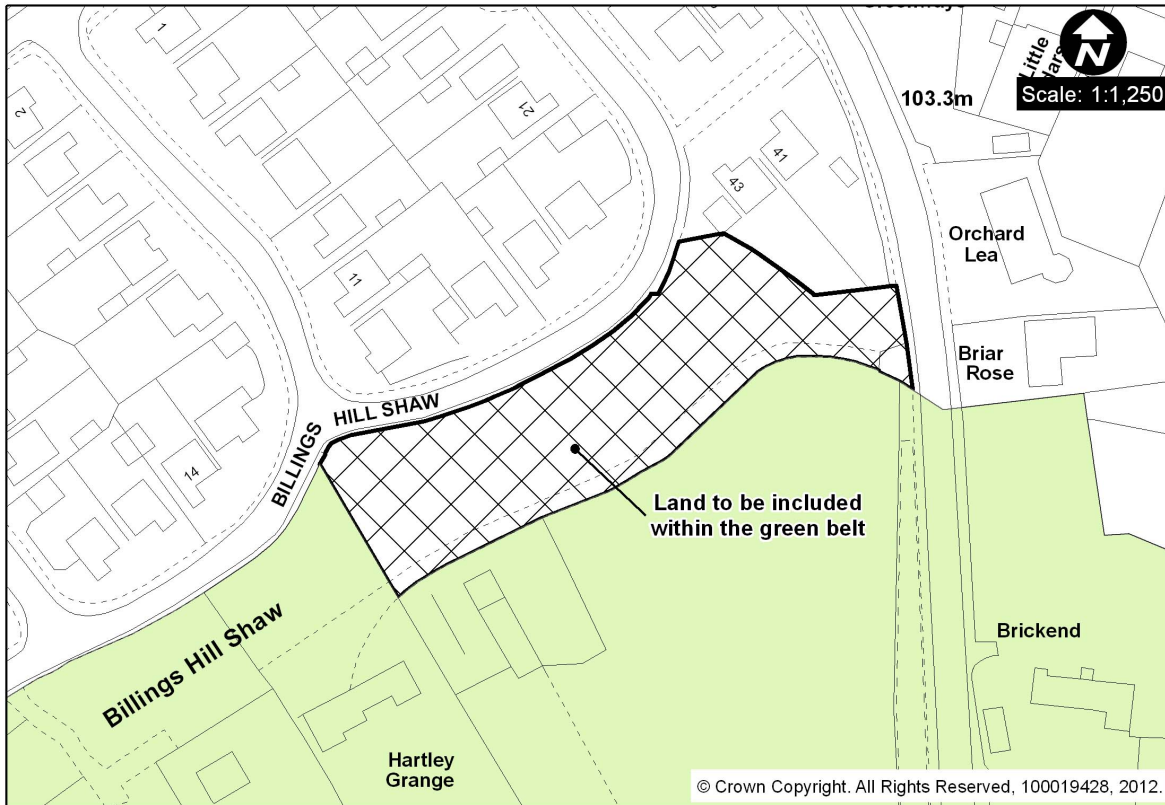 1
2
21
103.3m
Little
N
Scale: 1:1,250
41
43
Orchard
Lea
11
Briar
Rose
BILLINGS HILL SHAW
14
Land to be included
within the green belt
Billings Hill Shaw
Brickend
Hartley
Grange
© Crown Copyright. All Rights Reserved, 100019428, 2012.